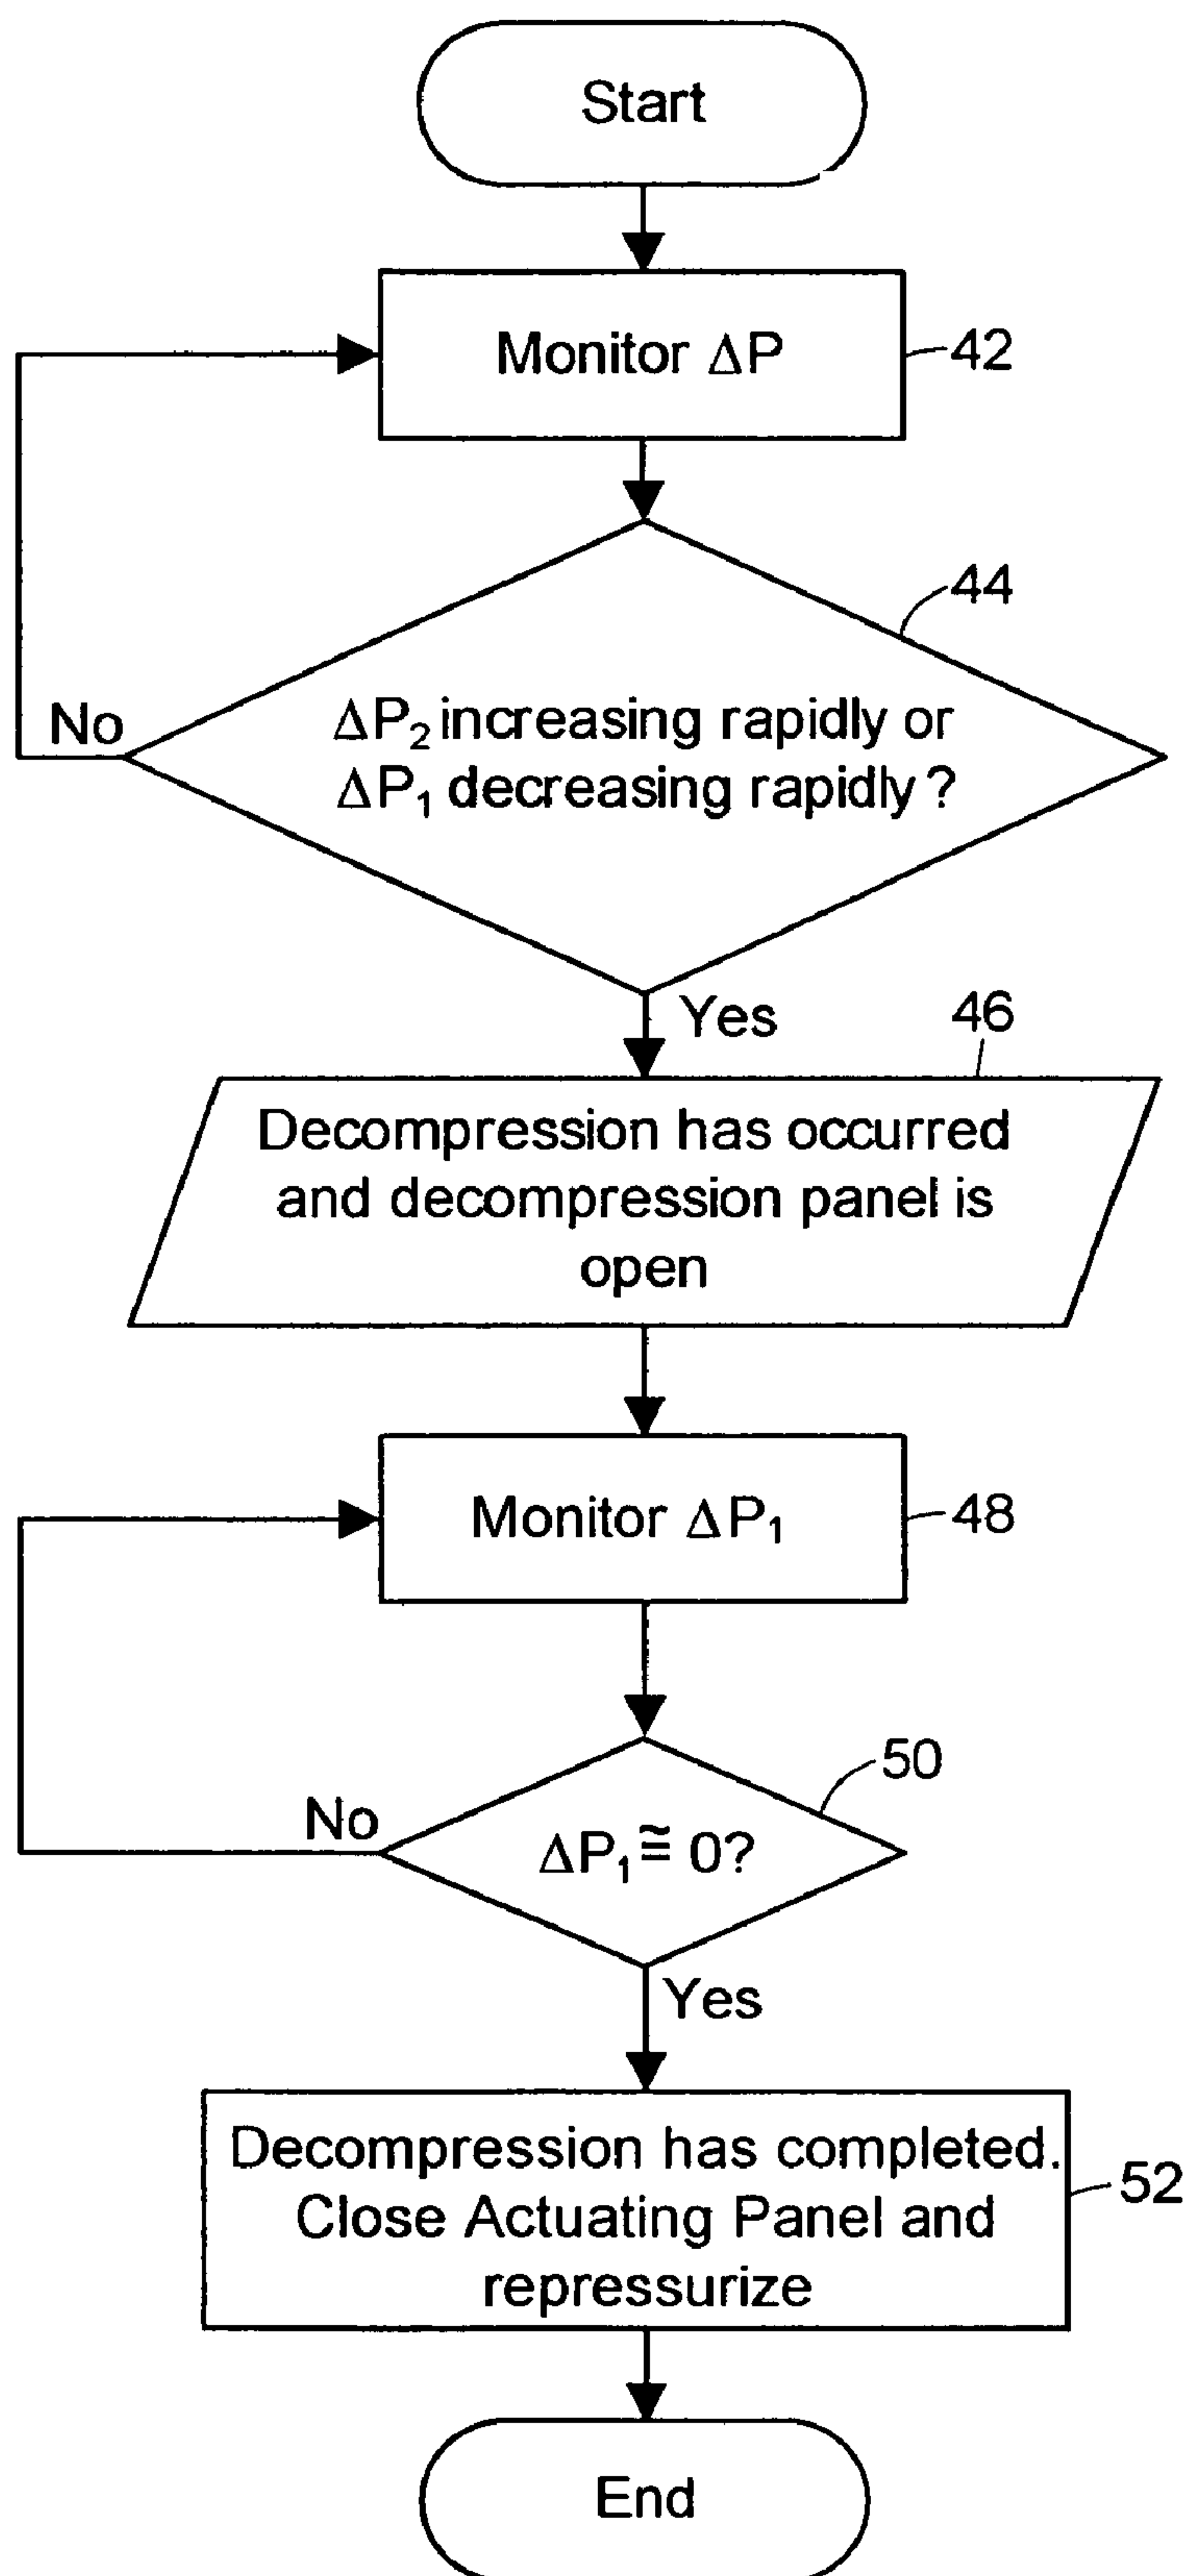 Start
Monitor ΔP
42
44
No
ΔP₂ increasing rapidly or
ΔP₁ decreasing rapidly?
Yes
46
Decompression has occurred
and decompression panel is
open
Monitor ΔP₁
48
50
No
ΔP₁ ≅ 0?
Yes
Decompression has completed.
Close Actuating Panel and
repressurize
52
End